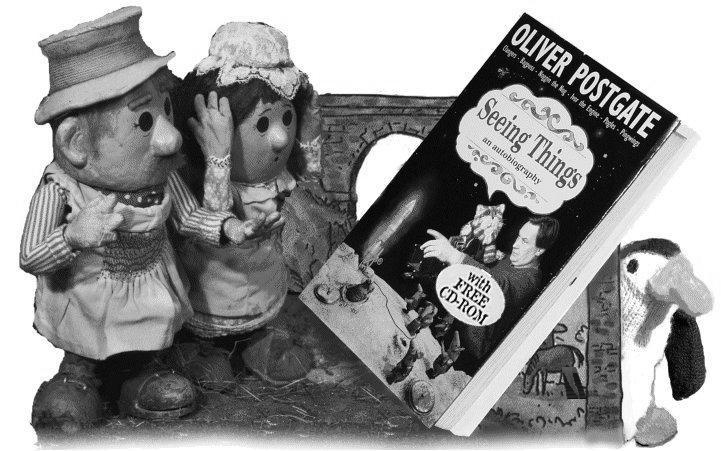 OLIVER POSTGATE
Clangers · Bagpuss · Noggin the Nog · Ivor the Engine · Pogles · Pingwings
Seeing Things
an autobiography
with
FREE
CD-ROM